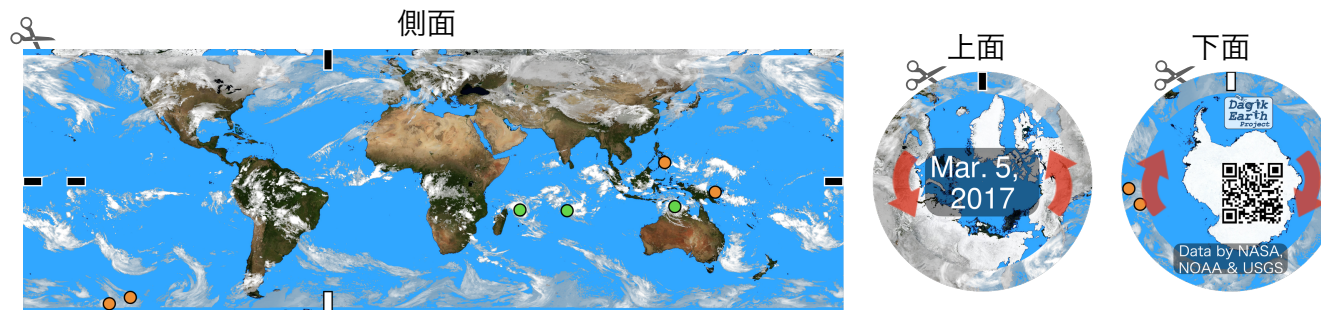 側面
上面
下面
Mar. 5,
2017
Dagik
Earth
Project
Data by NASA,
NOAA & USGS